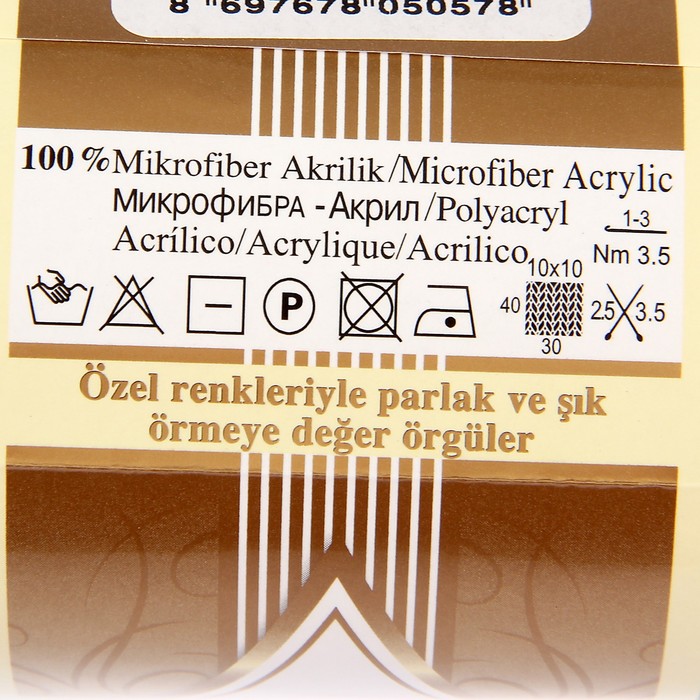 8 "697678"050578"
100 % Mikrofiber Akrilik / Microfiber Acrylic
Микрофибра - Акрил / Polyacryl
Acrílico/Acrylique/Acrilico
1-3
Nm 3.5
10x10
40
30
P
2.5
3.5
Özel renkleriyle parlak ve şık
örmeye değer örgüler